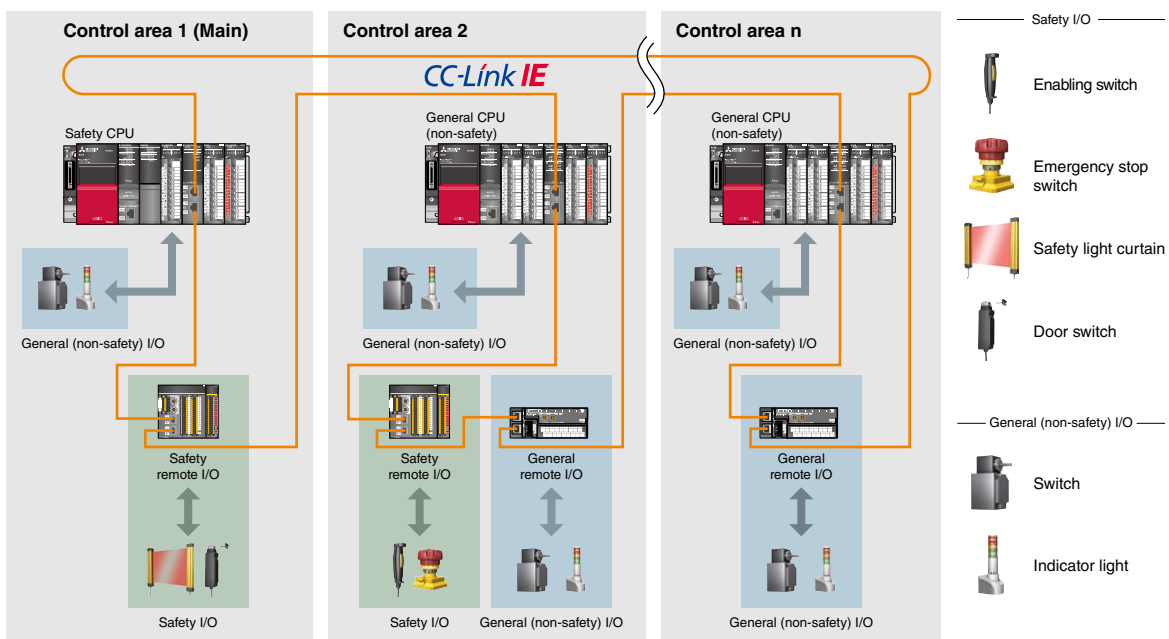 Control area 1 (Main)
Control area 2
Control area n
CC-Link IE
Safety CPU
General CPU
(non-safety)
General CPU
(non-safety)
General (non-safety) I/O
General (non-safety) I/O
General (non-safety) I/O
Safety
remote I/O
Safety
remote I/O
General
remote I/O
General
remote I/O
Safety I/O
Safety I/O
General (non-safety) I/O
General (non-safety) I/O
Safety I/O
Enabling switch
Emergency stop
switch
Safety light curtain
Door switch
General (non-safety) I/O
Switch
Indicator light